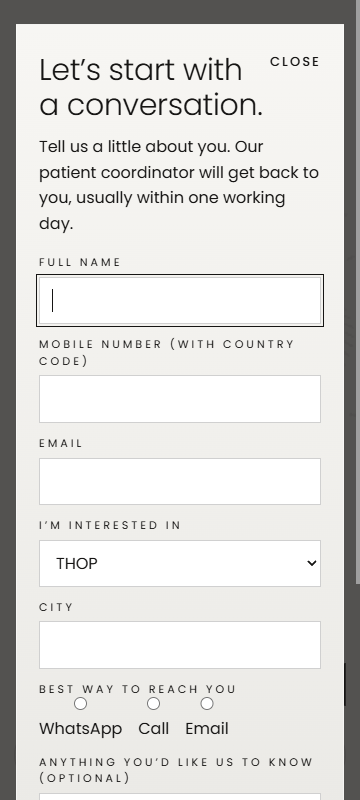 Let’s start with
a conversation.
CLOSE
Tell us a little about you. Our
patient coordinator will get back to
you, usually within one working
day.
FULL NAME
MOBILE NUMBER (WITH COUNTRY
CODE)
EMAIL
I’M INTERESTED IN
THOP
CITY
BEST WAY TO REACH YOU
WhatsApp Call Email
ANYTHING YOU’D LIKE US TO KNOW
(OPTIONAL)